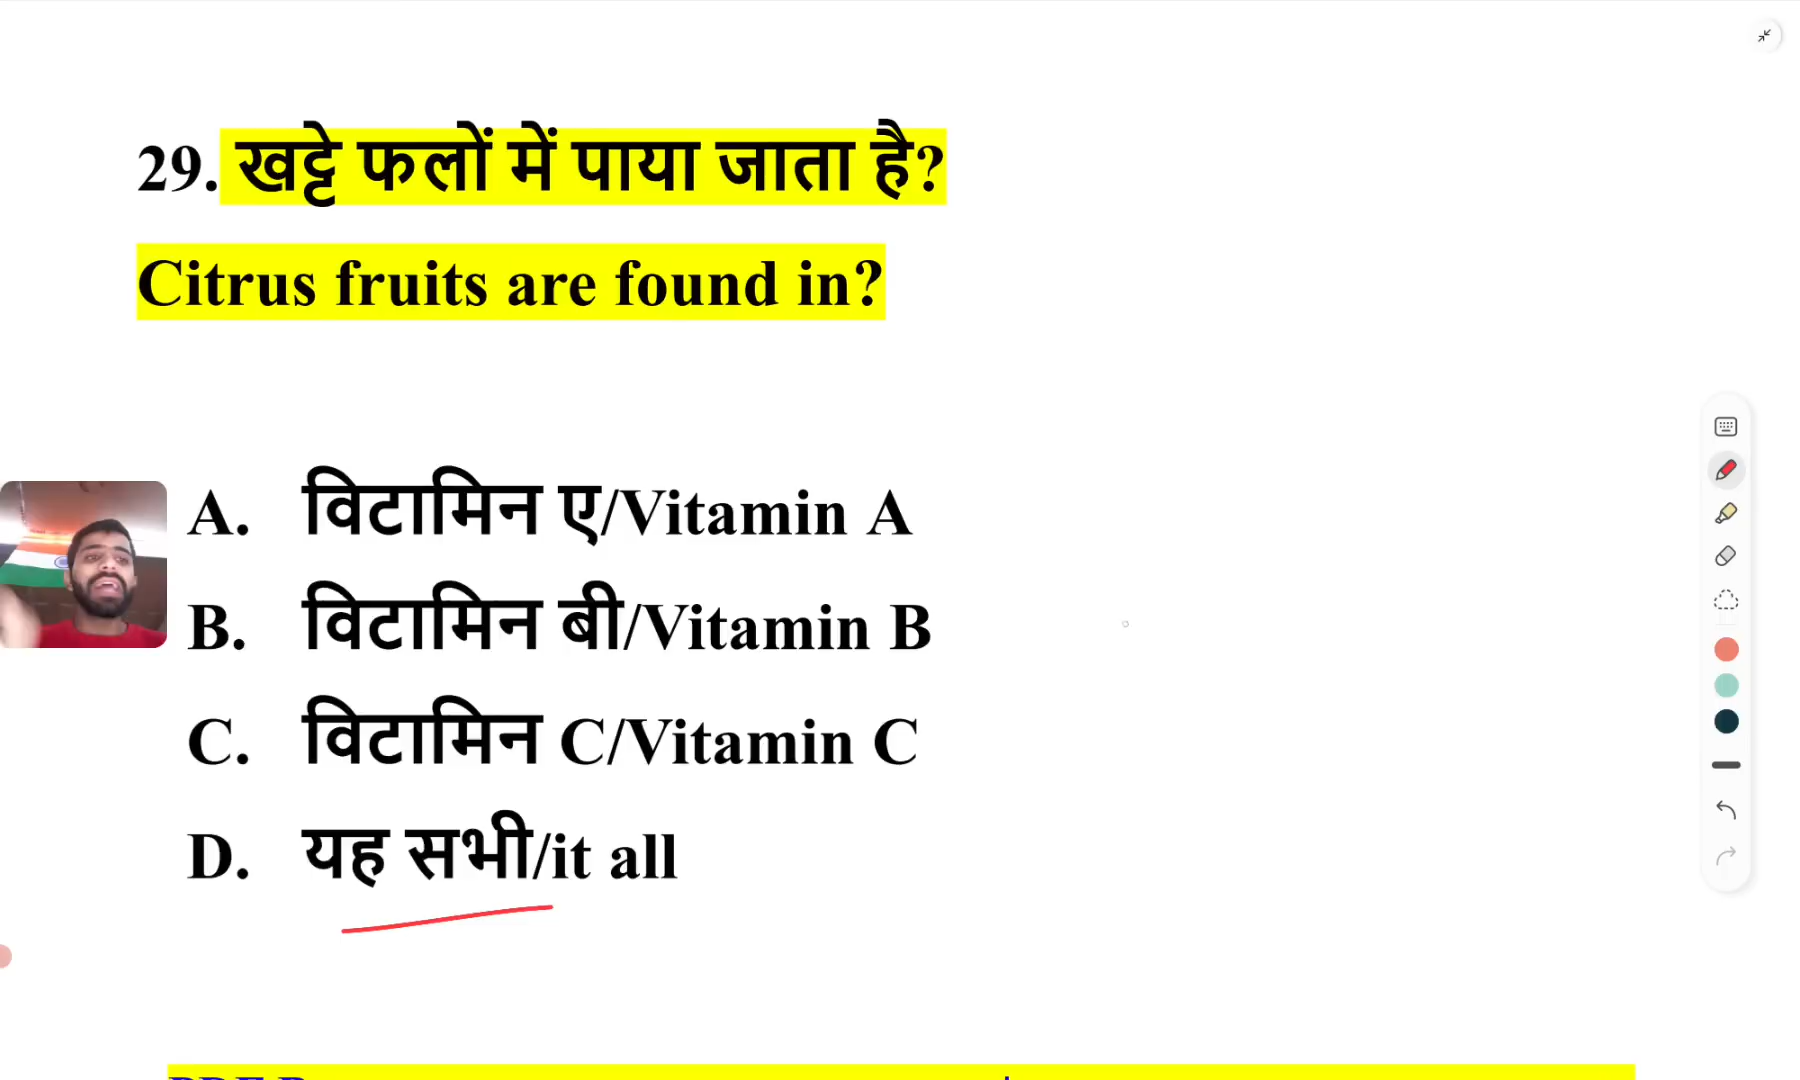 29. खट्टे फलों में पाया जाता है?
Citrus fruits are found in?
A. विटामिन ए/Vitamin A
B. विटामिन बी/Vitamin B
C. विटामिन C/Vitamin C
D. यह सभी/it all